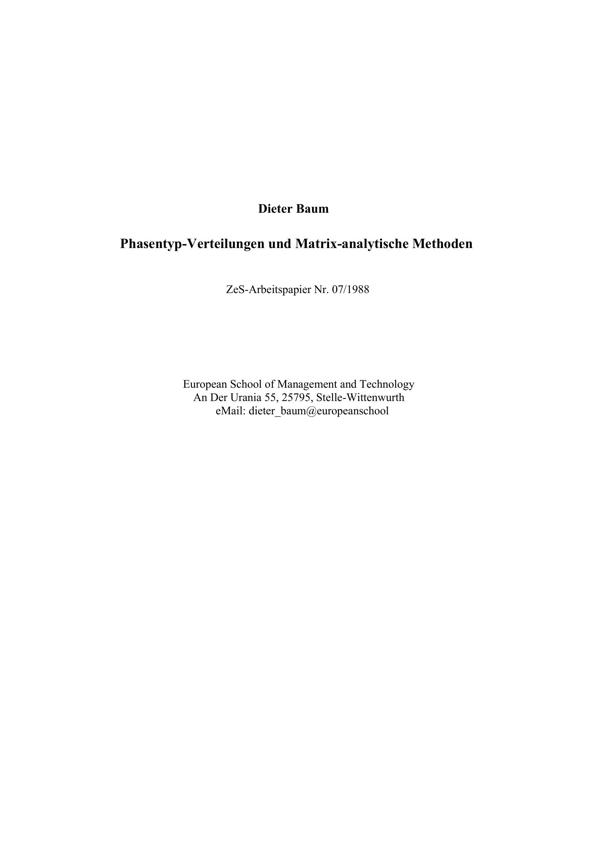 Dieter Baum
Phasentyp-Verteilungen und Matrix-analytische Methoden
ZeS-Arbeitspapier Nr. 07/1988
European School of Management and Technology
An Der Urania 55, 25795, Stelle-Wittenwurth
eMail: dieter_baum@europeanschool